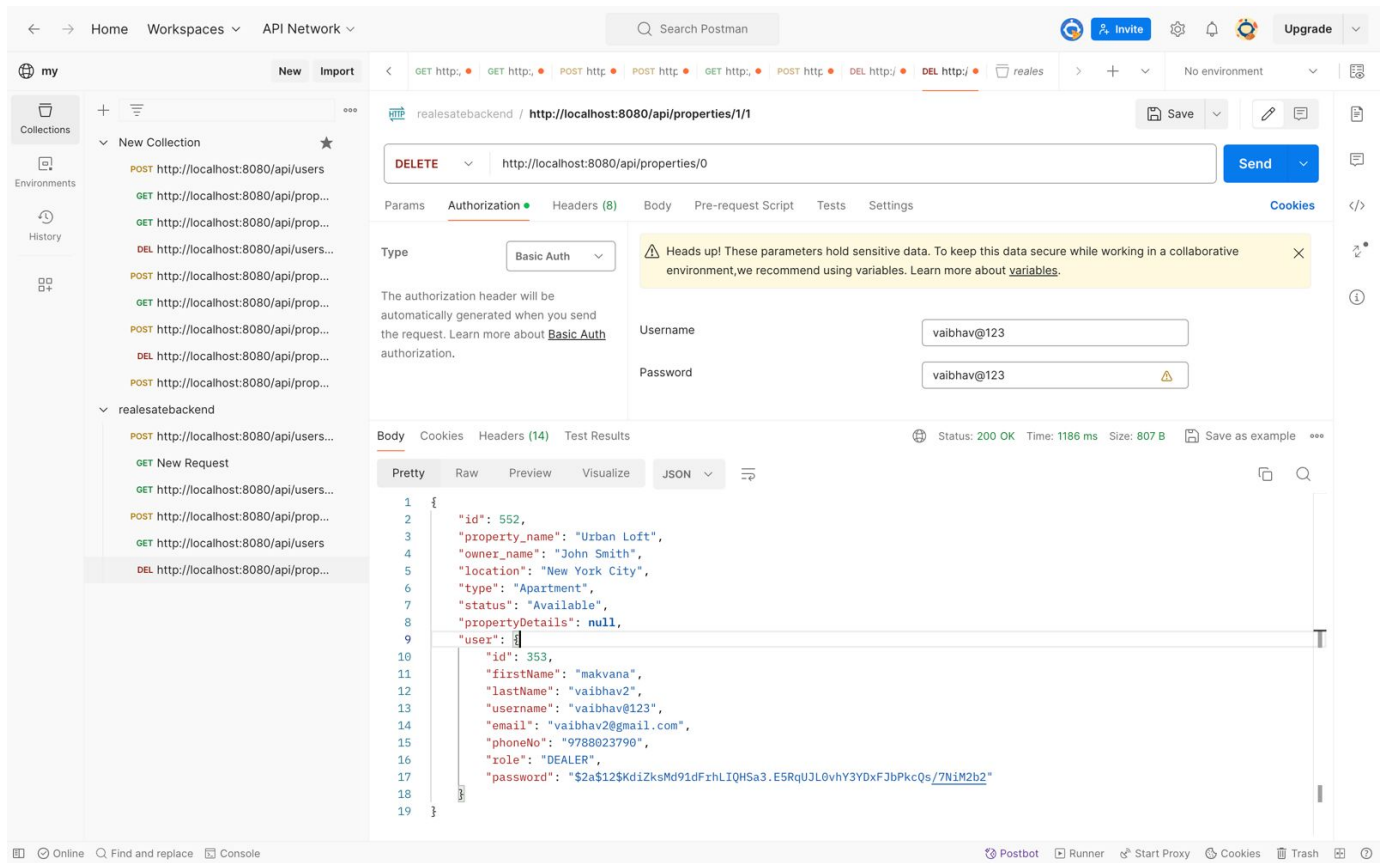 Home Workspaces API Network Search Postman Invite Upgrade
my New Import GET http:, GET http:, POST http POST http GET http:, POST http DEL http:/ DEL http:/ reales No environment
Collections
Environments
History
New Collection
POST http://localhost:8080/api/users
GET http://localhost:8080/api/prop...
GET http://localhost:8080/api/prop...
DEL http://localhost:8080/api/users...
POST http://localhost:8080/api/prop...
GET http://localhost:8080/api/prop...
POST http://localhost:8080/api/prop...
DEL http://localhost:8080/api/prop...
POST http://localhost:8080/api/prop...
realesatebackend
POST http://localhost:8080/api/users...
GET New Request
GET http://localhost:8080/api/users...
POST http://localhost:8080/api/prop...
GET http://localhost:8080/api/users
DEL http://localhost:8080/api/prop...
HTTP realesatebackend / http://localhost:8080/api/properties/1/1 Save
DELETE http://localhost:8080/api/properties/0 Send
Params Authorization Headers (8) Body Pre-request Script Tests Settings Cookies
Type Basic Auth
The authorization header will be
automatically generated when you send
the request. Learn more about Basic Auth
authorization.
Heads up! These parameters hold sensitive data. To keep this data secure while working in a collaborative
environment,we recommend using variables. Learn more about variables.
Username vaibhav@123
Password vaibhav@123
Body Cookies Headers (14) Test Results Status: 200 OK Time: 1186 ms Size: 807 B Save as example
Pretty Raw Preview Visualize JSON
1 {
2 "id": 552,
3 "property_name": "Urban Loft",
4 "owner_name": "John Smith",
5 "location": "New York City",
6 "type": "Apartment",
7 "status": "Available",
8 "propertyDetails": null,
9 "user": {
10 "id": 353,
11 "firstName": "makvana",
12 "lastName": "vaibhav2",
13 "username": "vaibhav@123",
14 "email": "vaibhav2@gmail.com",
15 "phoneNo": "9788023790",
16 "role": "DEALER",
17 "password": "$2a$12$KdiZksMd91dFrhLIQHSa3.E5RqUJL0vhY3YDxFJbPkcQs/7NiM2b2"
18 }
19 }
Online Find and replace Console Postbot Runner Start Proxy Cookies Trash